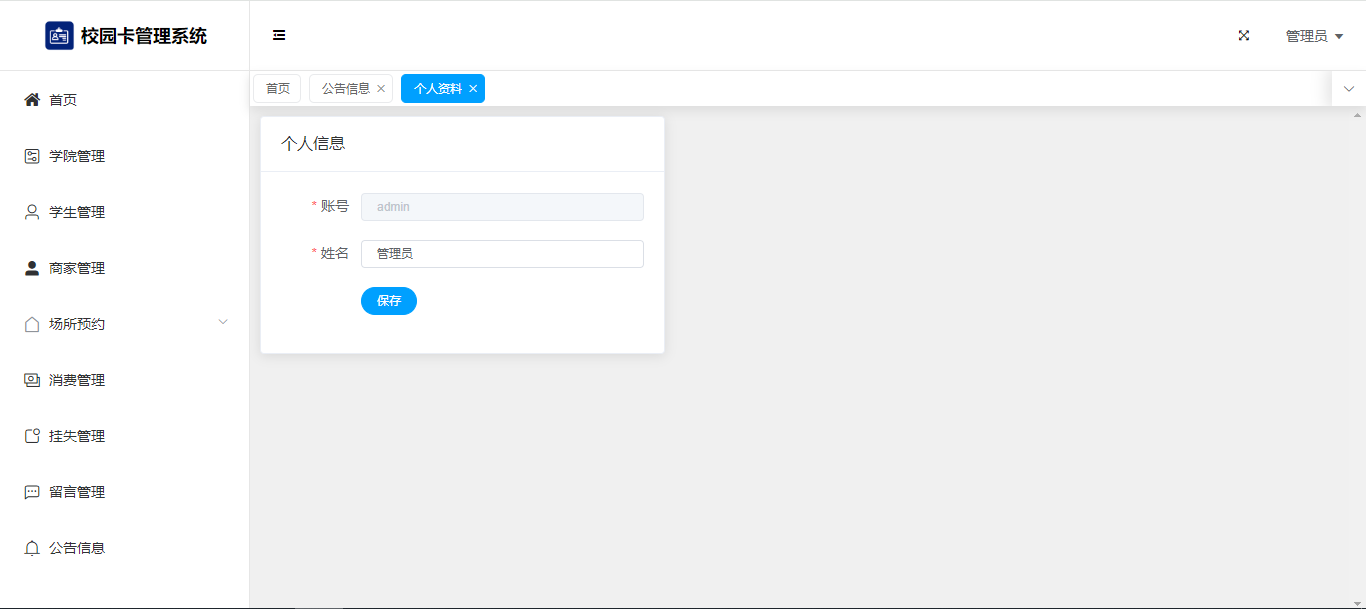 校园卡管理系统
管理员
首页
学院管理
学生管理
商家管理
场所预约
消费管理
挂失管理
留言管理
公告信息
首页 公告信息 个人资料
个人信息
* 账号 admin
* 姓名 管理员
保存